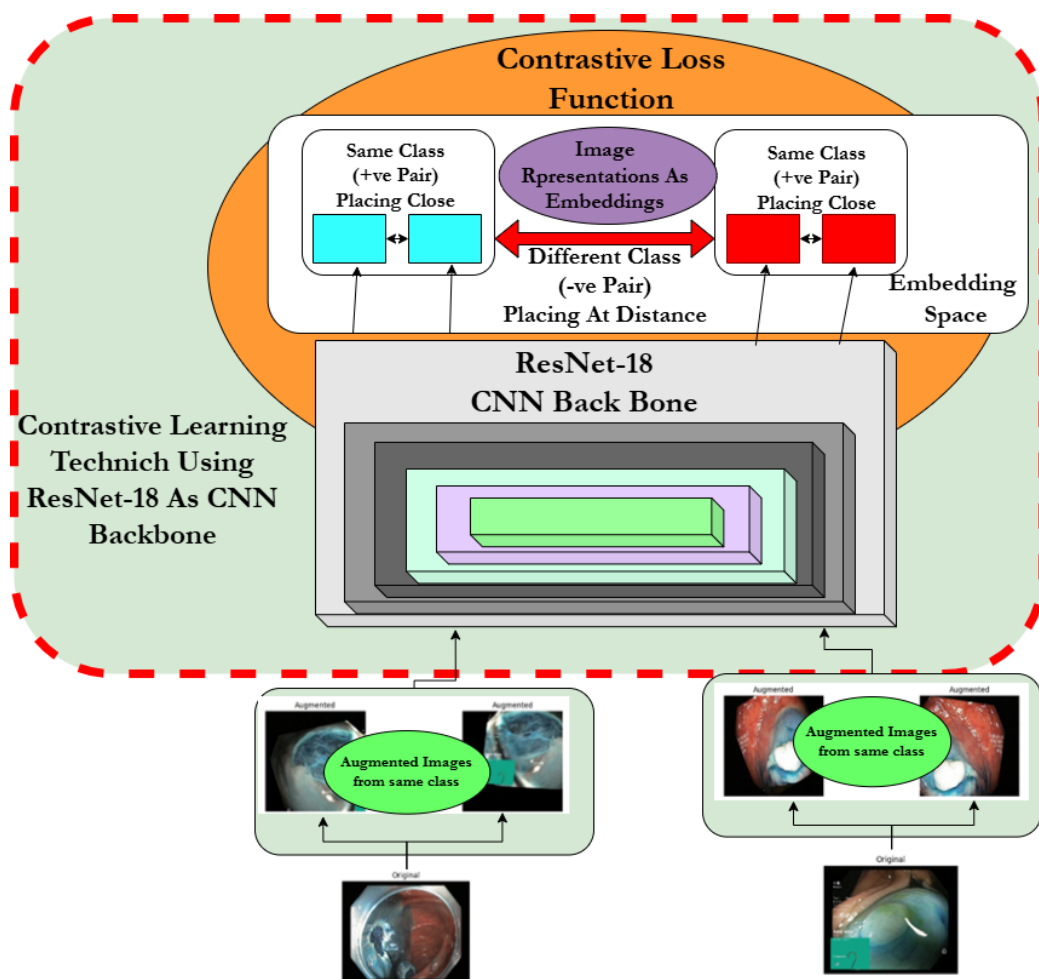 Contrastive Loss
Function
Same Class
(+ve Pair)
Placing Close
Image
Rpresentations As
Embeddings
Same Class
(+ve Pair)
Placing Close
Different Class
(-ve Pair)
Placing At Distance
Embedding
Space
ResNet-18
CNN Back Bone
Contrastive Learning
Technich Using
ResNet-18 As CNN
Backbone
Augmented
Augmented
Augmented Images
from same class
Augmented
Augmented
Augmented Images
from same class
Original
Original